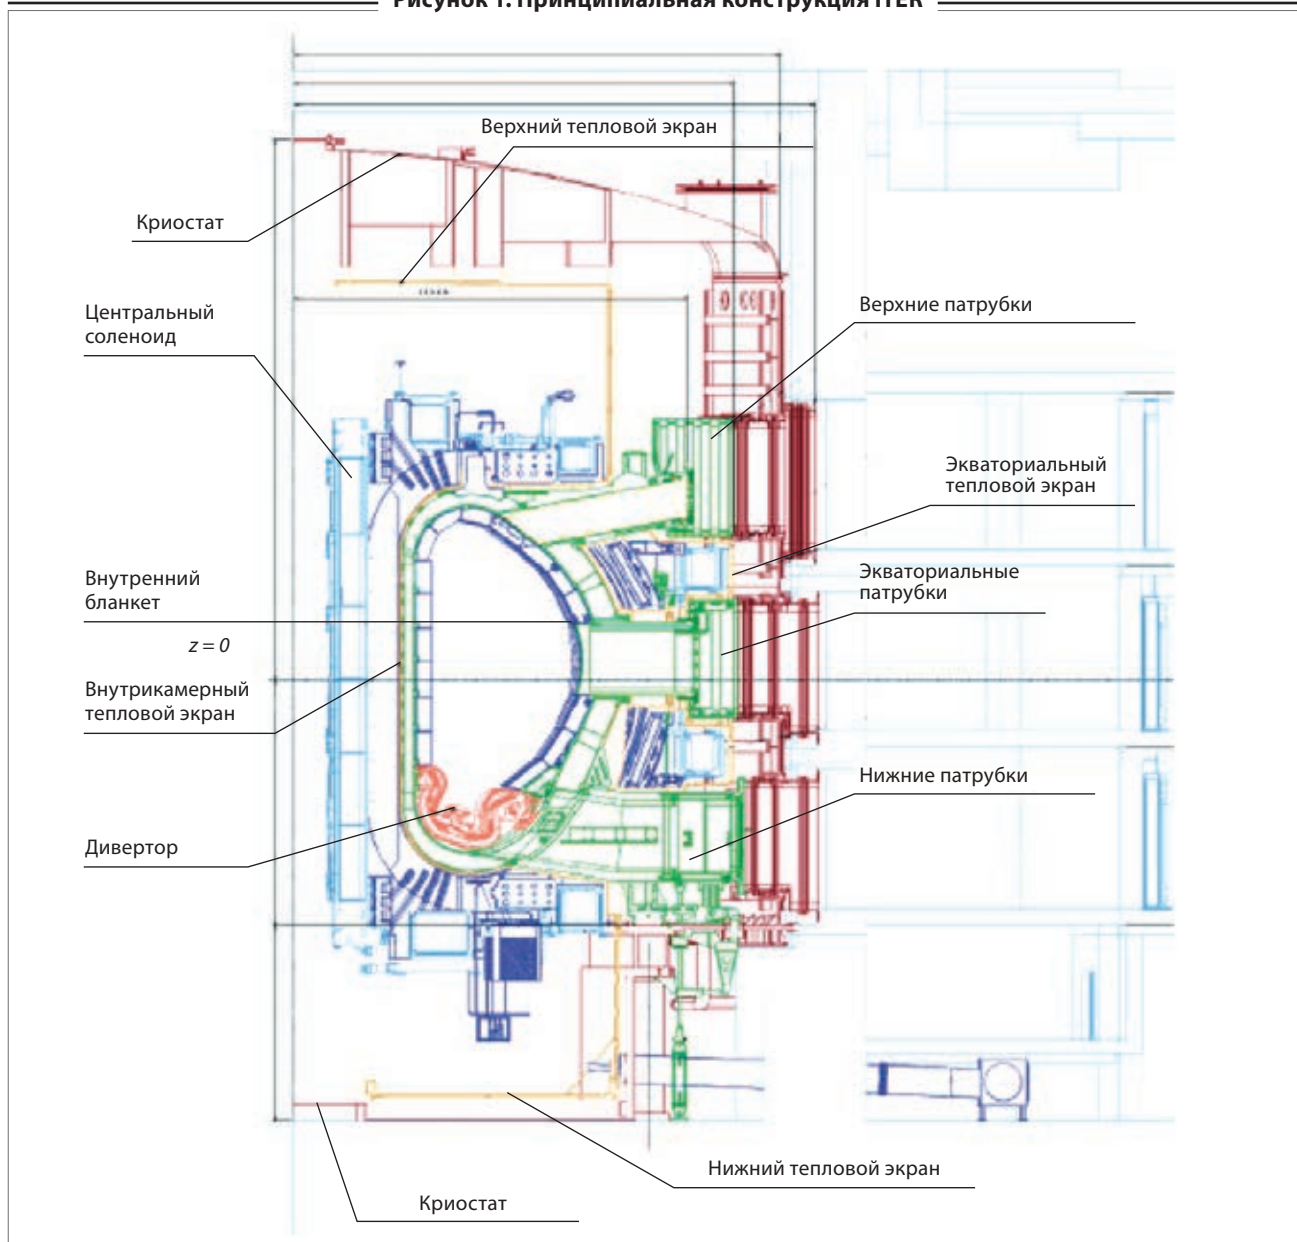 Рисунок 1. Принципиальная конструкция ITER
Верхний тепловой экран
Криостат
Центральный
соленоид
Верхние патрубки
Экваториальный
тепловой экран
Внутренний
бланкет
Экваториальные
патрубки
z = 0
Внутрикамерный
тепловой экран
Нижние патрубки
Дивертор
Нижний тепловой экран
Криостат